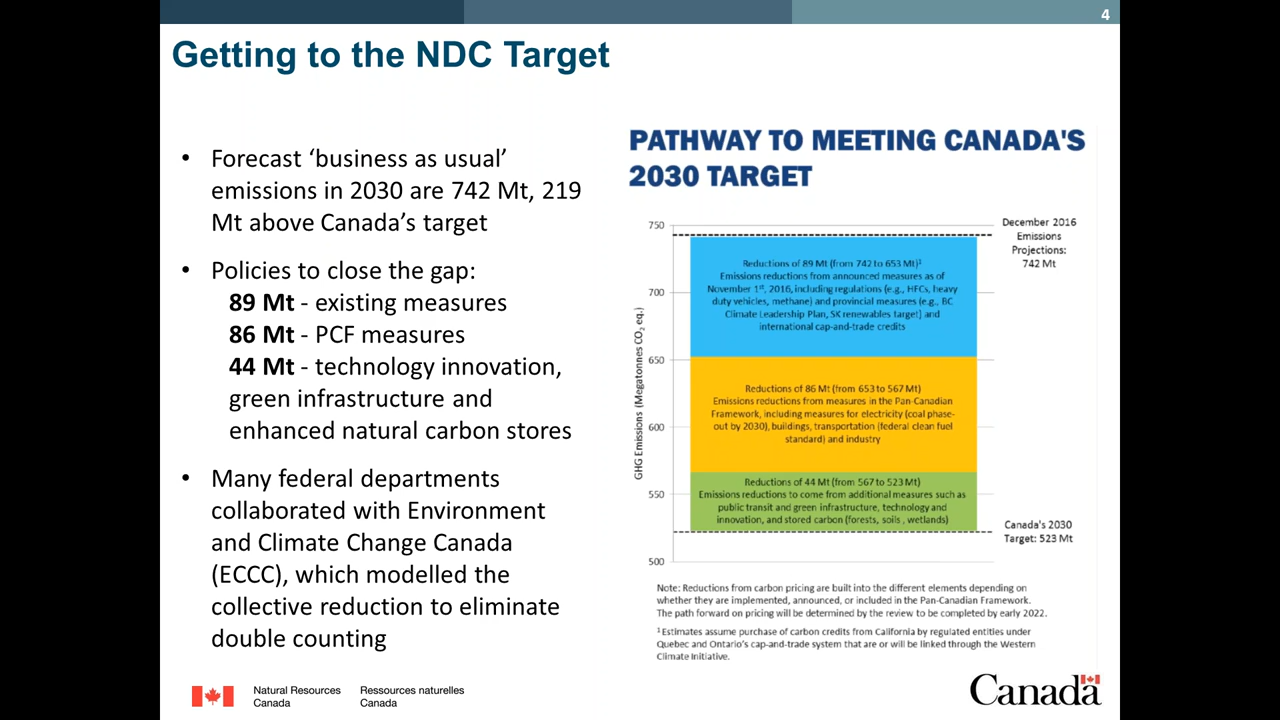 4
Getting to the NDC Target
• Forecast ‘business as usual’
emissions in 2030 are 742 Mt, 219
Mt above Canada’s target
• Policies to close the gap:
89 Mt - existing measures
86 Mt - PCF measures
44 Mt - technology innovation,
green infrastructure and
enhanced natural carbon stores
• Many federal departments
collaborated with Environment
and Climate Change Canada
(ECCC), which modelled the
collective reduction to eliminate
double counting
PATHWAY TO MEETING CANADA'S
2030 TARGET
GHG Emissions (Megatonnes CO2 eq.)
750
700
650
600
550
500
December 2016
Emissions
Projections:
742 Mt
Reductions of 89 Mt (from 742 to 653 Mt)1
Emissions reductions from announced measures as of
November 1st, 2016, including regulations (e.g., HFCs, heavy
duty vehicles, methane) and provincial measures (e.g., BC
Climate Leadership Plan, SK renewables target) and
international cap-and-trade credits
Reductions of 86 Mt (from 653 to 567 Mt)
Emissions reductions from measures in the Pan-Canadian
Framework, including measures for electricity (coal phase-
out by 2030), buildings, transportation (federal clean fuel
standard) and industry
Reductions of 44 Mt (from 567 to 523 Mt)
Emissions reductions to come from additional measures such as
public transit and green infrastructure, technology and
innovation, and stored carbon (forests, soils , wetlands)
Canada's 2030
Target: 523 Mt
Note: Reductions from carbon pricing are built into the different elements depending on
whether they are implemented, announced, or included in the Pan-Canadian Framework.
The path forward on pricing will be determined by the review to be completed by early 2022.
1 Estimates assume purchase of carbon credits from California by regulated entities under
Quebec and Ontario's cap-and-trade system that are or will be linked through the Western
Climate Initiative.
Natural Resources
Canada
Ressources naturelles
Canada
Canada